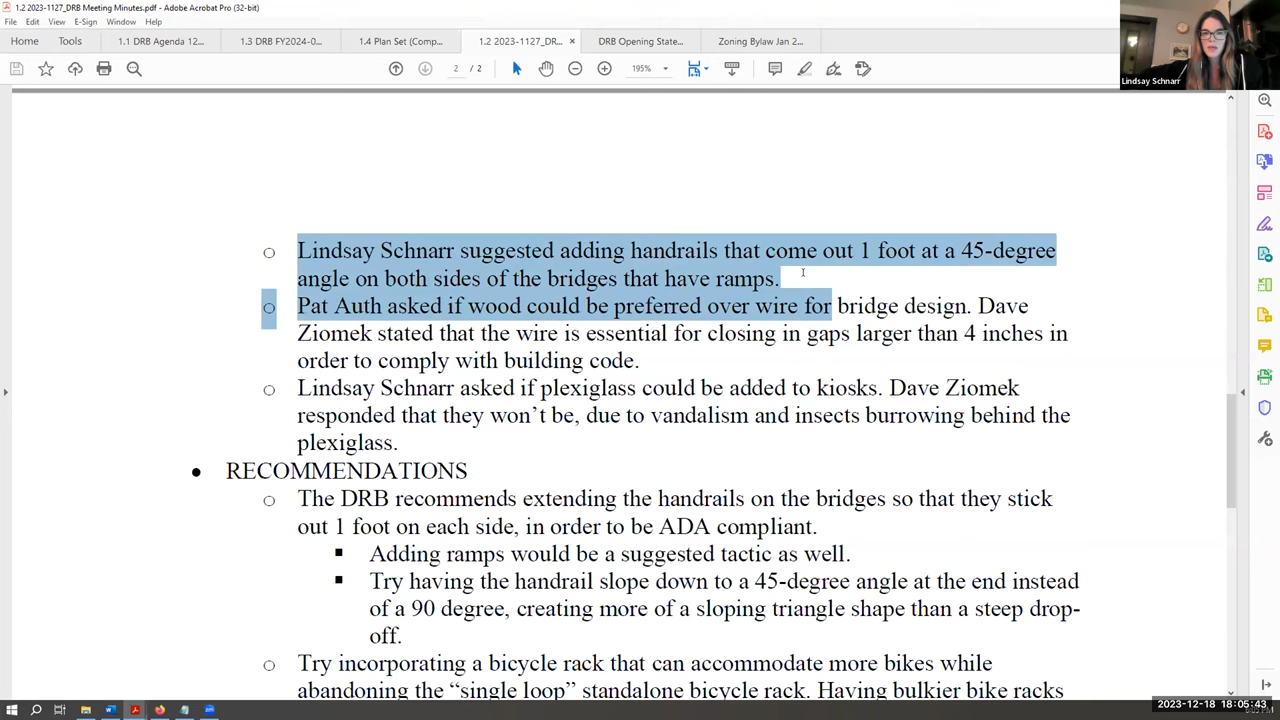 1.2 2023-1127_DRB Meeting Minutes.pdf - Adobe Acrobat Pro (32-bit)
File Edit View E-Sign Window Help
Home Tools 1.1 DRB Agenda 12... 1.3 DRB FY2024-0... 1.4 Plan Set (Comp... 1.2 2023-1127_DR... × DRB Opening State... Zoning Bylaw Jan 2...
2 / 2 195%
Lindsay Schnarr
○ Lindsay Schnarr suggested adding handrails that come out 1 foot at a 45-degree
angle on both sides of the bridges that have ramps.
○ Pat Auth asked if wood could be preferred over wire for bridge design. Dave
Ziomek stated that the wire is essential for closing in gaps larger than 4 inches in
order to comply with building code.
○ Lindsay Schnarr asked if plexiglass could be added to kiosks. Dave Ziomek
responded that they won’t be, due to vandalism and insects burrowing behind the
plexiglass.
• RECOMMENDATIONS
○ The DRB recommends extending the handrails on the bridges so that they stick
out 1 foot on each side, in order to be ADA compliant.
▪ Adding ramps would be a suggested tactic as well.
▪ Try having the handrail slope down to a 45-degree angle at the end instead
of a 90 degree, creating more of a sloping triangle shape than a steep drop-
off.
○ Try incorporating a bicycle rack that can accommodate more bikes while
abandoning the “single loop” standalone bicycle rack. Having bulkier bike racks
2023-12-18 18:05:43